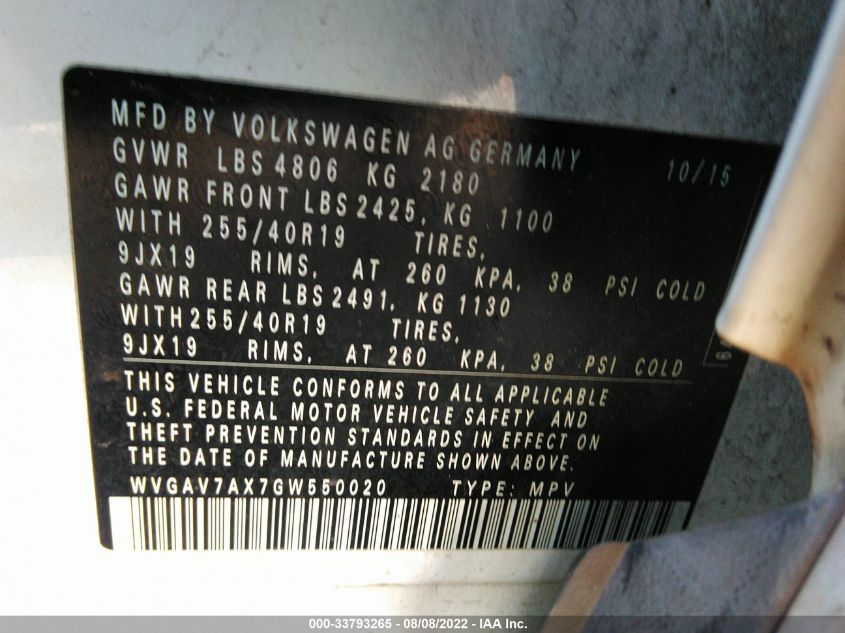 MFD BY VOLKSWAGEN AG GERMANY 10/15
GVWR LBS 4806 KG 2180
GAWR FRONT LBS 2425, KG 1100
WITH 255/40R19 TIRES,
9JX19 RIMS, AT 260 KPA, 38 PSI COLD
GAWR REAR LBS 2491, KG 1130
WITH 255/40R19 TIRES,
9JX19 RIMS, AT 260 KPA, 38 PSI COLD
THIS VEHICLE CONFORMS TO ALL APPLICABLE
U.S. FEDERAL MOTOR VEHICLE SAFETY AND
THEFT PREVENTION STANDARDS IN EFFECT ON
THE DATE OF MANUFACTURE SHOWN ABOVE.
WVGAV7AX7GW550020 TYPE: MPV
000-33793265 - 08/08/2022 - IAA Inc.